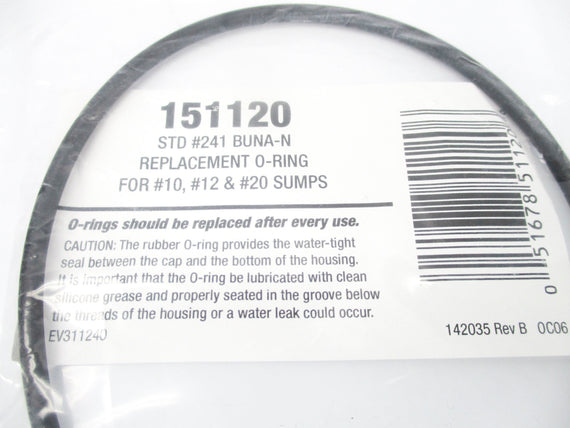 151120
STD #241 BUNA-N
REPLACEMENT O-RING
FOR #10, #12 & #20 SUMPS
O-rings should be replaced after every use.
CAUTION: The rubber O-ring provides the water-tight
seal between the cap and the bottom of the housing.
It is important that the O-ring be lubricated with clean
silicone grease and properly seated in the groove below
the threads of the housing or a water leak could occur.
EV311240
142035 Rev B 0C06
0 51678 51120